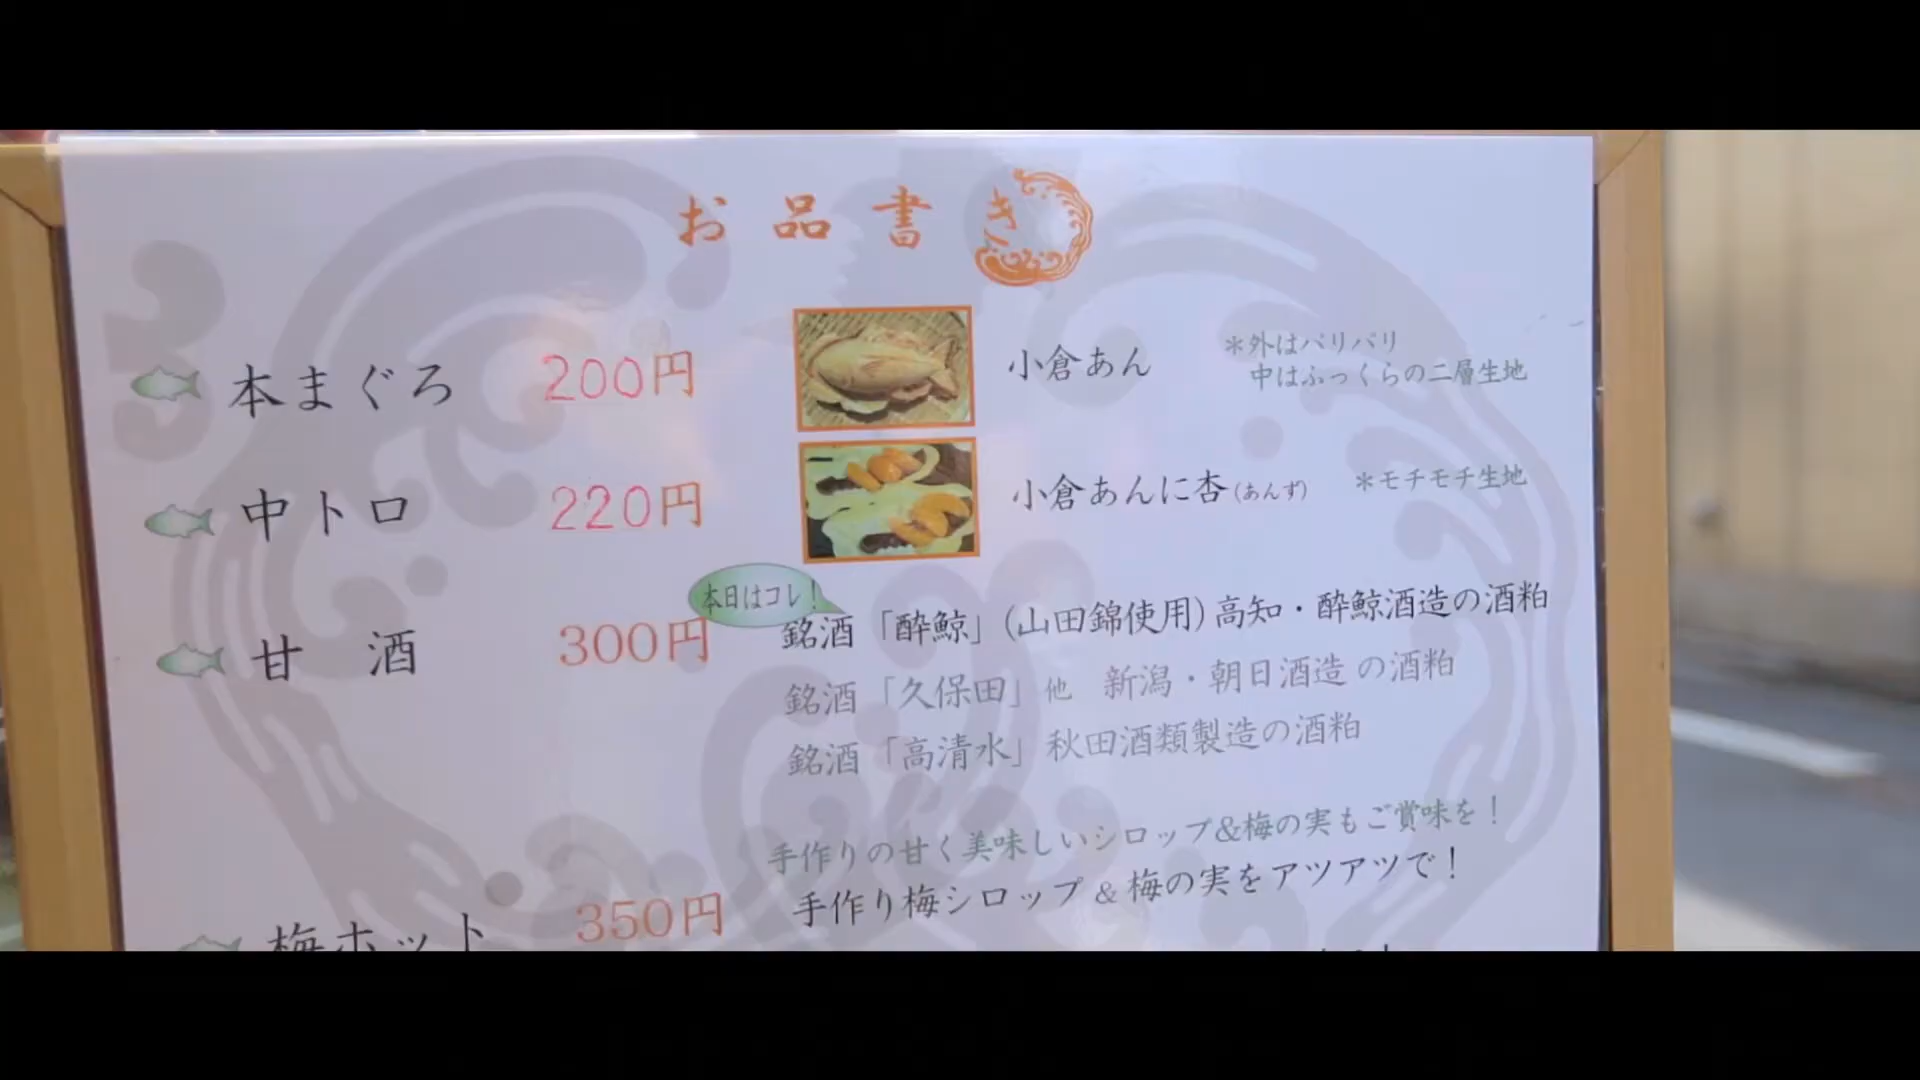 お品書き
本まぐろ 200円 小倉あん *外はパリパリ
中はふっくらの二層生地
中トロ 220円 小倉あんに杏(あんず) *モチモチ生地
本日はコレ!
甘 酒 300円 銘酒「酔鯨」(山田錦使用)高知・酔鯨酒造の酒粕
銘酒「久保田」他 新潟・朝日酒造 の酒粕
銘酒「高清水」秋田酒類製造の酒粕
手作りの甘く美味しいシロップ&梅の実もご賞味を!
梅ホット 350円 手作り梅シロップ & 梅の実をアツアツで!